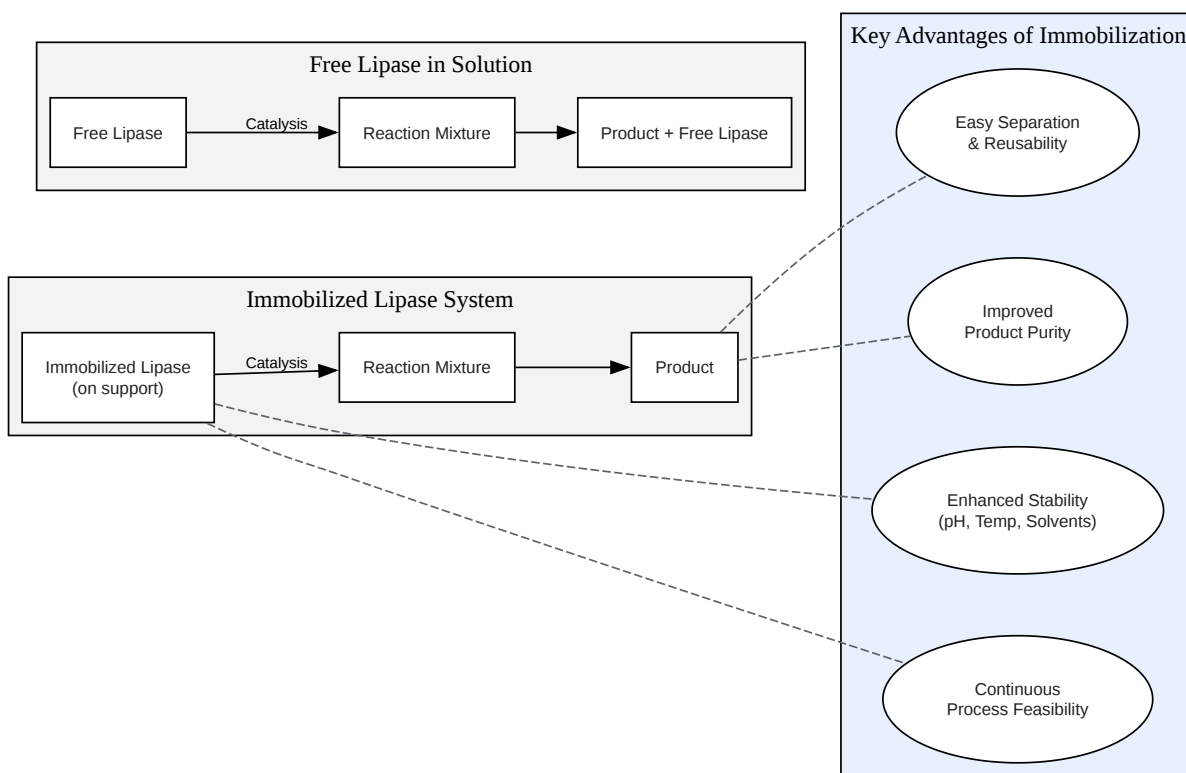 Key Advantages of Immobilization
Free Lipase in Solution
Free Lipase
Catalysis
Reaction Mixture
Product + Free Lipase
Easy Separation
& Reusability
Immobilized Lipase System
Immobilized Lipase
(on support)
Catalysis
Reaction Mixture
Product
Improved
Product Purity
Enhanced Stability
(pH, Temp, Solvents)
Continuous
Process Feasibility